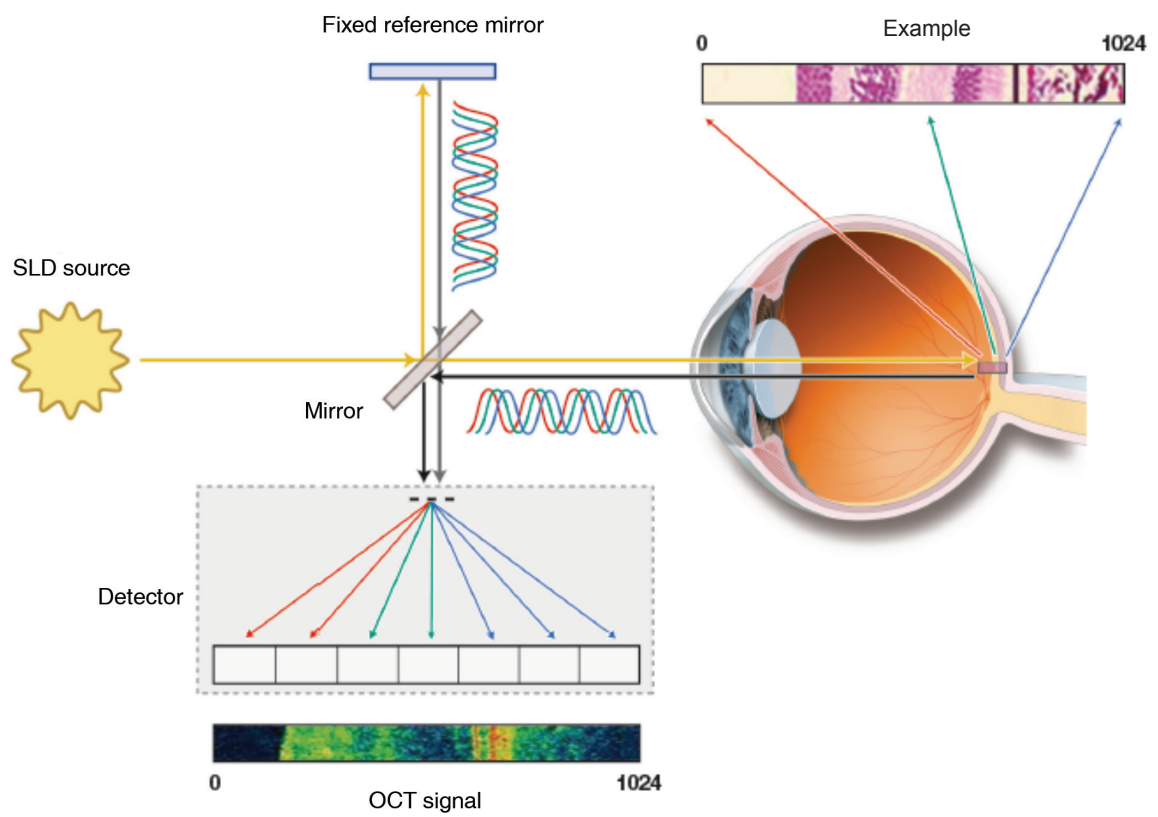 Fixed reference mirror
Example
0
1024
SLD source
Mirror
Detector
0
1024
OCT signal